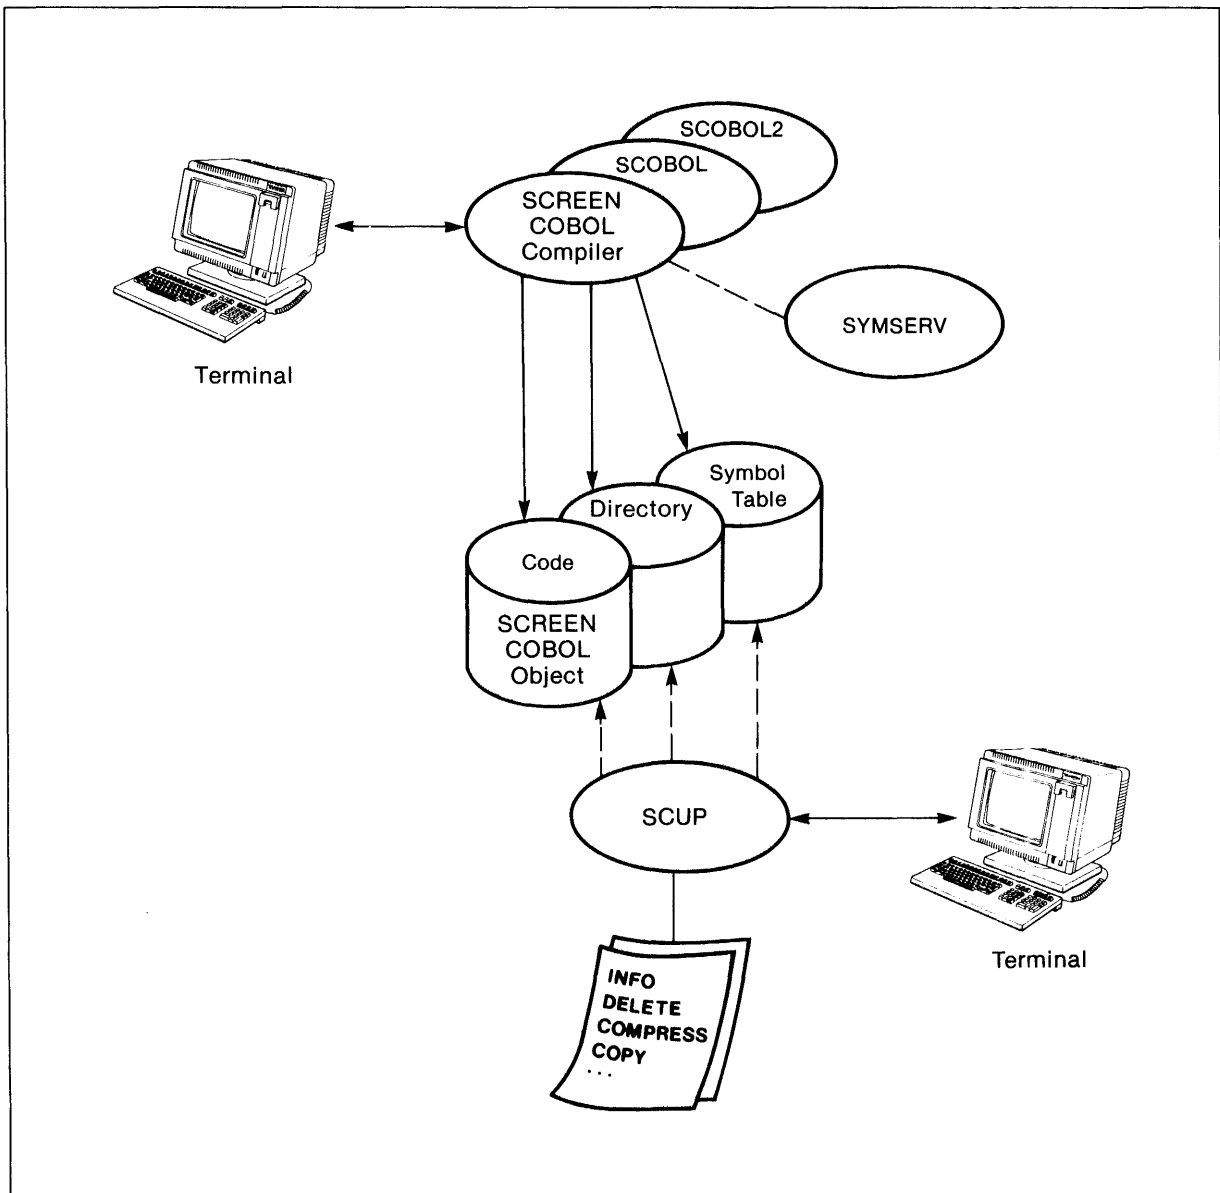 SCOBOL2
SCOBOL
SCREEN
COBOL
Compiler
SYMSERV
Terminal
Symbol
Table
Directory
Code
SCREEN
COBOL
Object
SCUP
Terminal
INFO
DELETE
COMPRESS
COPY
...